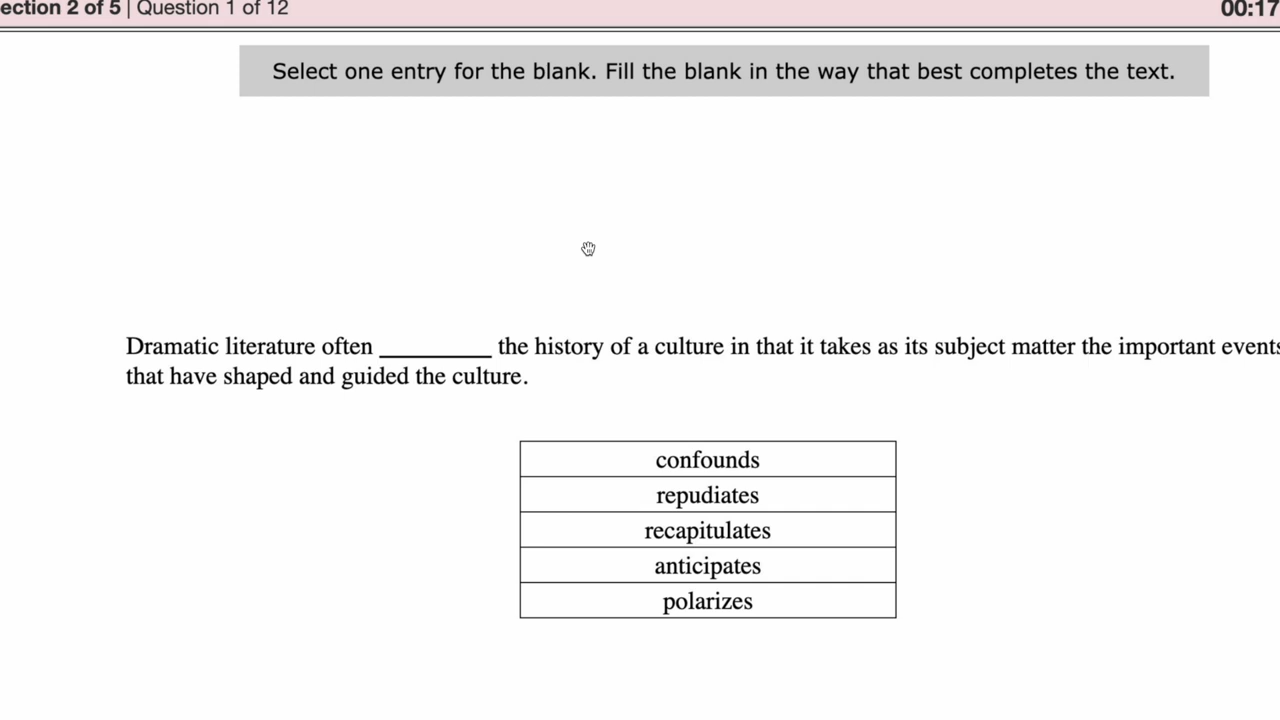 ection 2 of 5 | Question 1 of 12
00:17
Select one entry for the blank. Fill the blank in the way that best completes the text.
Dramatic literature often _________ the history of a culture in that it takes as its subject matter the important events
that have shaped and guided the culture.
confounds
repudiates
recapitulates
anticipates
polarizes